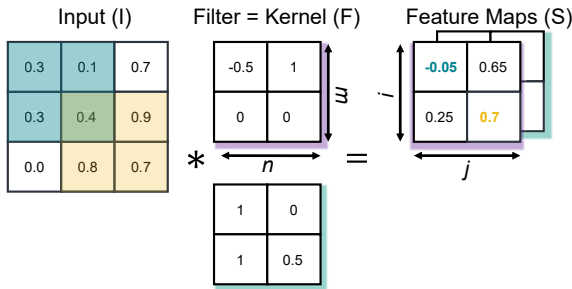 Input (I) Filter = Kernel (F) Feature Maps (S)
0.3 0.1 0.7
0.3 0.4 0.9
0.0 0.8 0.7
*
-0.5 1
0 0
m
n
=
-0.05 0.65
0.25 0.7
i
j
1 0
1 0.5